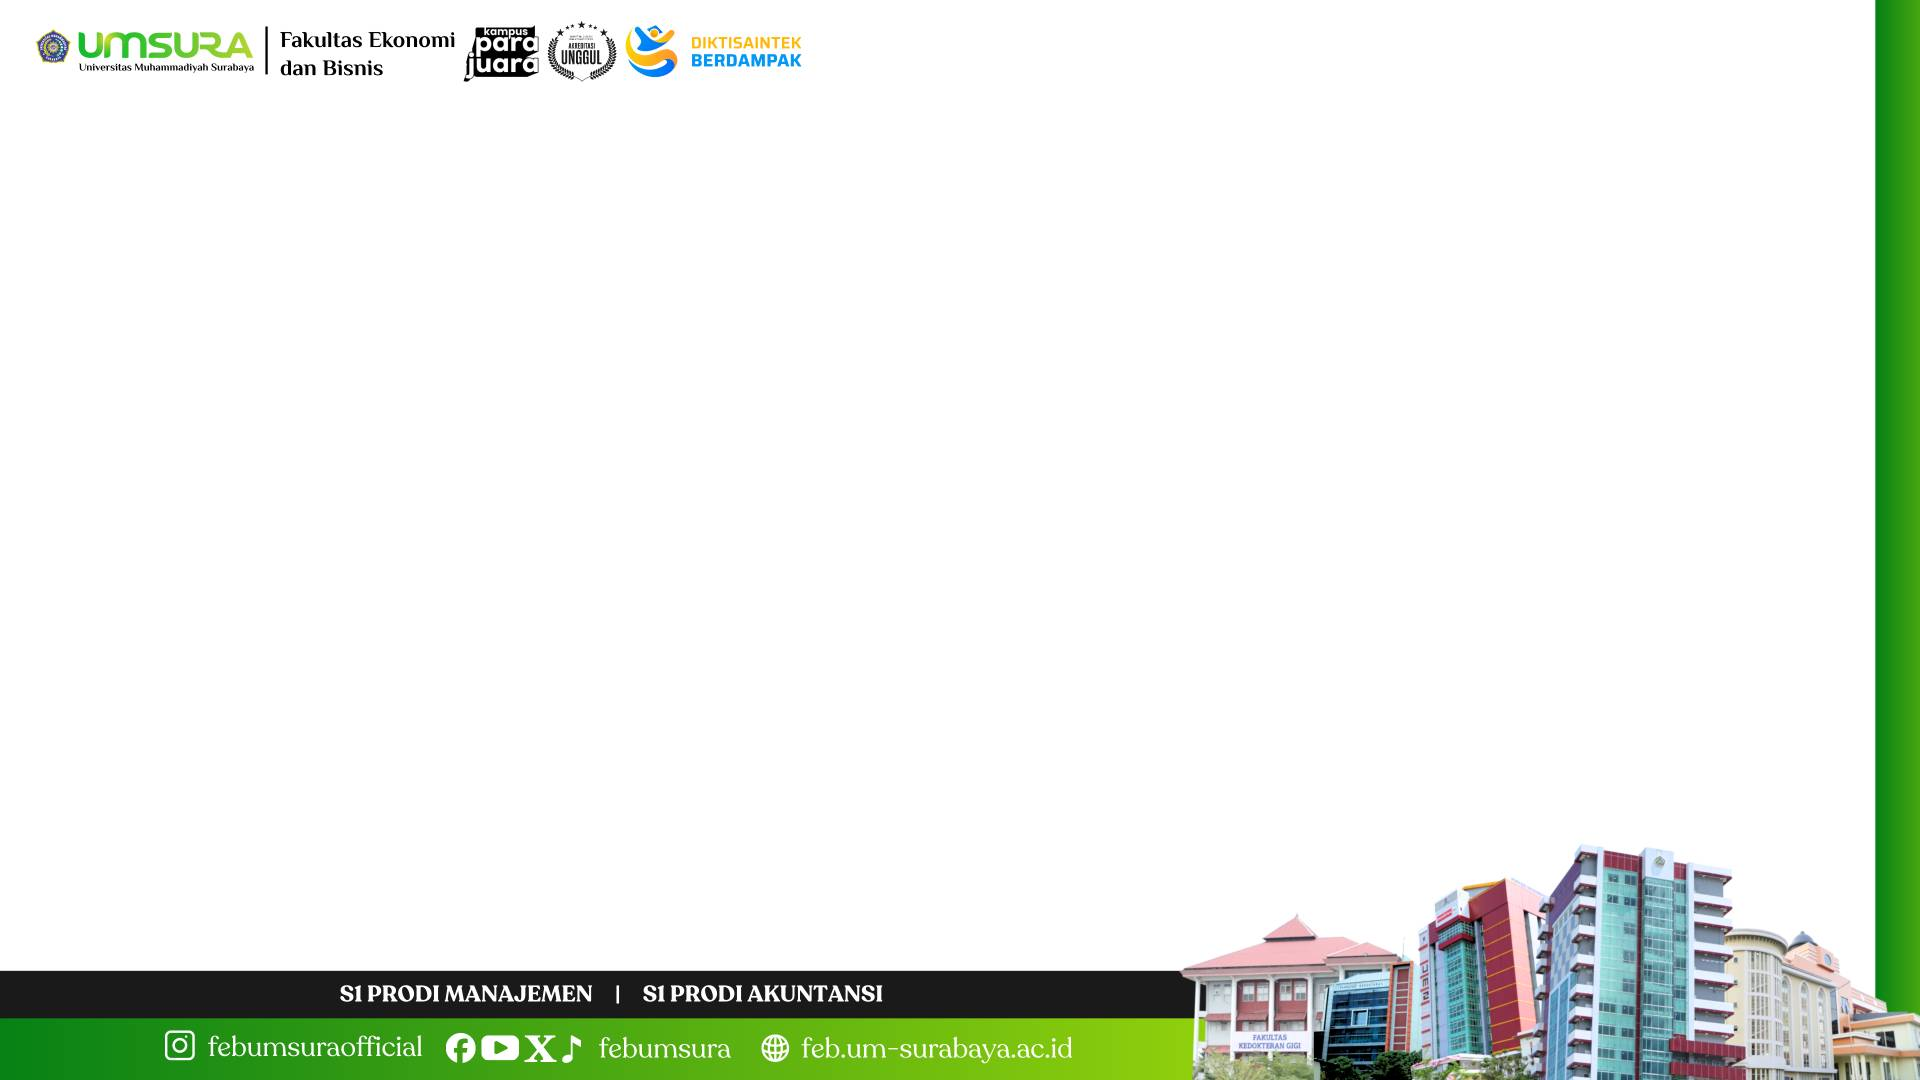 UMSURA
Universitas Muhammadiyah Surabaya
Fakultas Ekonomi
dan Bisnis
kampus
para
juara
AKREDITASI
UNGGUL
DIKTISAINTEK
BERDAMPAK
S1 PRODI MANAJEMEN | S1 PRODI AKUNTANSI
febumsuraofficial
febumsura
feb.um-surabaya.ac.id
FAKULTAS
KEDOKTERAN GIGI